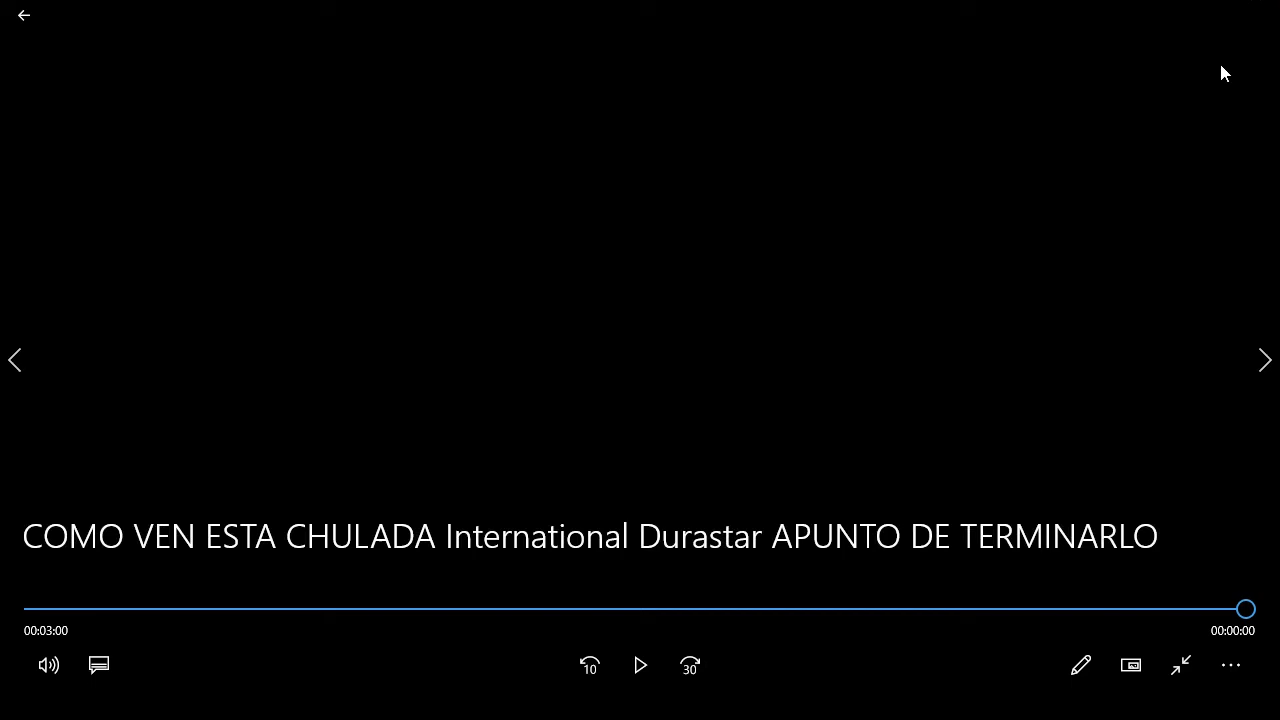 COMO VEN ESTA CHULADA International Durastar APUNTO DE TERMINARLO
00:03:00
00:00:00
10
30